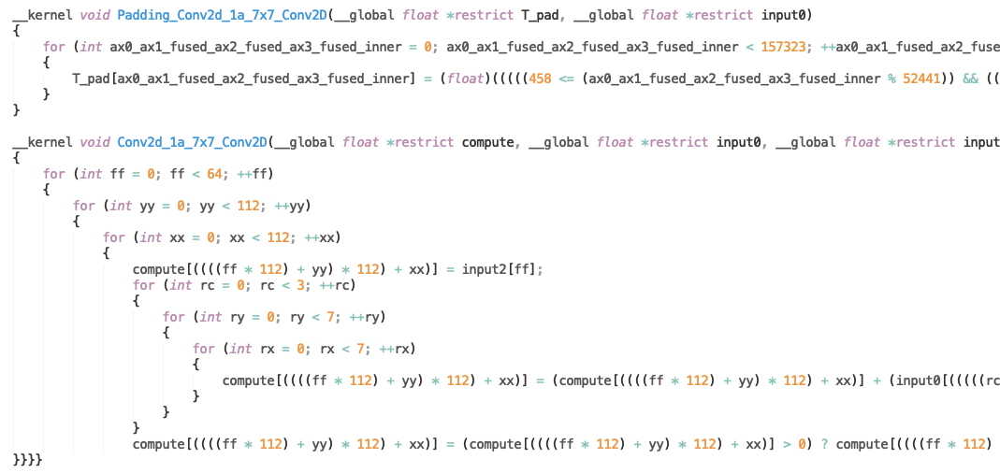 __kernel void Padding_Conv2d_1a_7x7_Conv2D(__global float *restrict T_pad, __global float *restrict input0)
{
    for (int ax0_ax1_fused_ax2_fused_ax3_fused_inner = 0; ax0_ax1_fused_ax2_fused_ax3_fused_inner < 157323; ++ax0_ax1_fused_ax2_fuse
    {
        T_pad[ax0_ax1_fused_ax2_fused_ax3_fused_inner] = (float)(((((458 <= (ax0_ax1_fused_ax2_fused_ax3_fused_inner % 52441)) && ((
    }
}

__kernel void Conv2d_1a_7x7_Conv2D(__global float *restrict compute, __global float *restrict input0, __global float *restrict input
{
    for (int ff = 0; ff < 64; ++ff)
    {
        for (int yy = 0; yy < 112; ++yy)
        {
            for (int xx = 0; xx < 112; ++xx)
            {
                compute[((((ff * 112) + yy) * 112) + xx)] = input2[ff];
                for (int rc = 0; rc < 3; ++rc)
                {
                    for (int ry = 0; ry < 7; ++ry)
                    {
                        for (int rx = 0; rx < 7; ++rx)
                        {
                            compute[((((ff * 112) + yy) * 112) + xx)] = (compute[((((ff * 112) + yy) * 112) + xx)] + (input0[(((((rc
                        }
                    }
                }
                compute[((((ff * 112) + yy) * 112) + xx)] = (compute[((((ff * 112) + yy) * 112) + xx)] > 0) ? compute[((((ff * 112)
}}}}